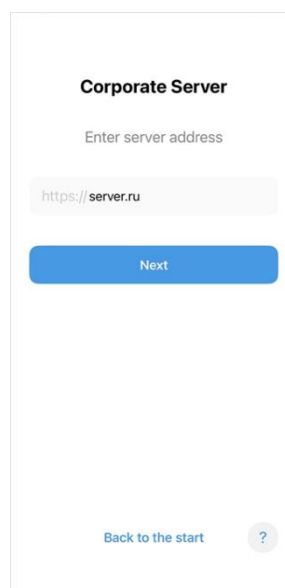 Corporate Server
Enter server address
https:// server.ru
Next
Back to the start
?